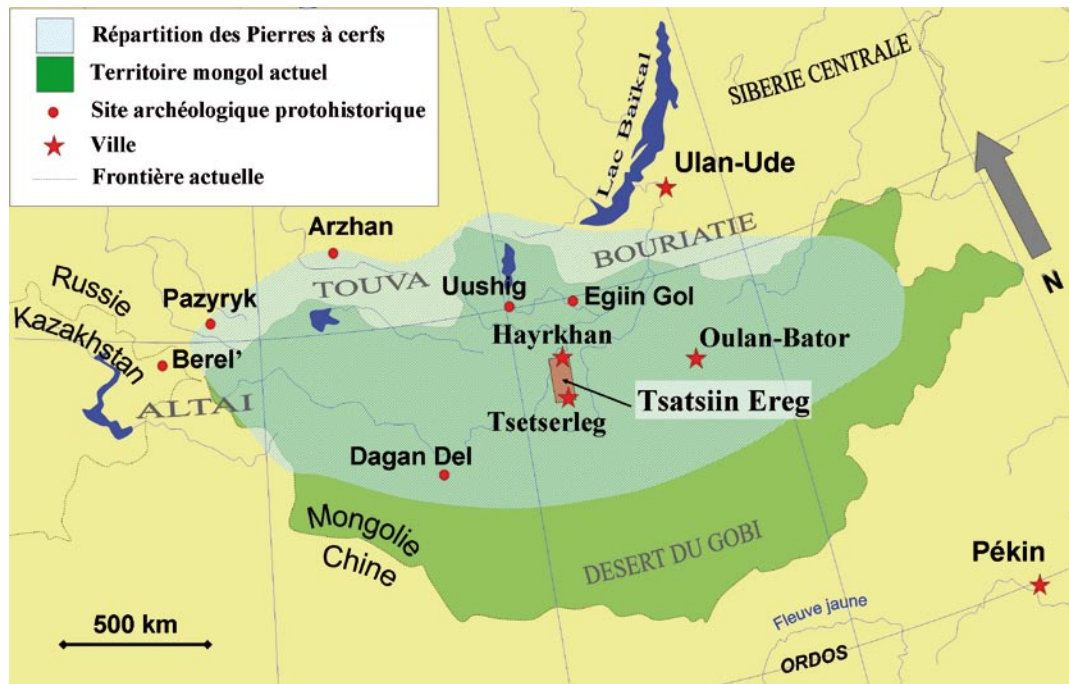 Répartition des Pierres à cerfs
Territoire mongol actuel
Site archéologique protohistorique
Ville
Frontière actuelle
SIBERIE CENTRALE
Lac Baïkal
Ulan-Ude
N
Arzhan
BOURIATIE
TOUVA
Russie
Pazyryk
Uushig
Egiin Gol
Kazakhstan
Hayrkhan
Oulan-Bator
Berel’
ALTAI
Tsatsiin Ereg
Tsetserleg
Dagan Del
Mongolie
Chine
DESERT DU GOBI
Pékin
Fleuve jaune
500 km
ORDOS